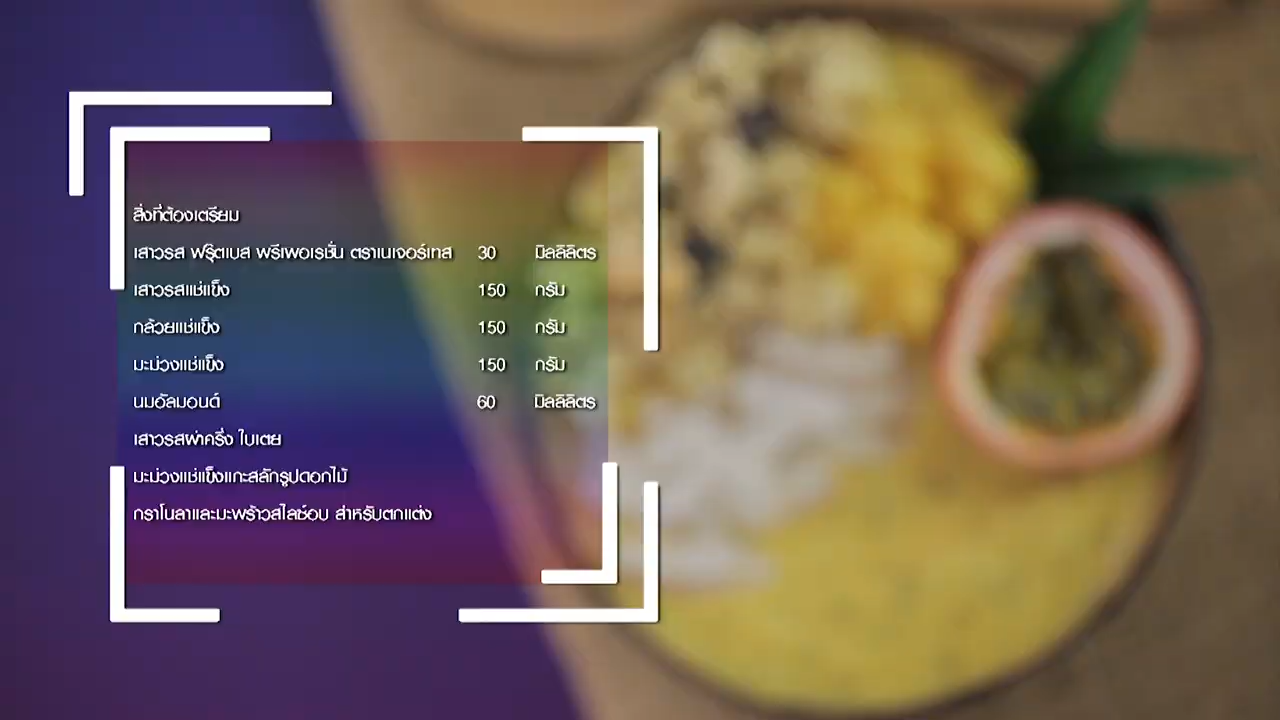 สิ่งที่ต้องเตรียม
เสาวรส ฟรุ๊ตเบส พรีเพอเรชั่น ตราเนเจอร์เทส 30 มิลลิลิตร
เสาวรสแช่แข็ง 150 กรัม
กล้วยแช่แข็ง 150 กรัม
มะม่วงแช่แข็ง 150 กรัม
นมอัลมอนด์ 60 มิลลิลิตร
เสาวรสผ่าครึ่ง ใบเตย
มะม่วงแช่แข็งแกะสลักรูปดอกไม้
กราโนลาและมะพร้าวสไลซ์อบ สำหรับตกแต่ง